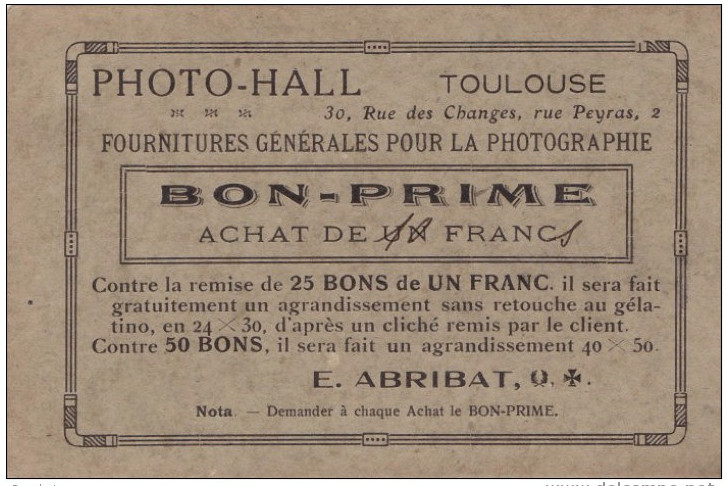 PHOTO-HALL TOULOUSE
30, Rue des Changes, rue Peyras, 2
FOURNITURES GÉNÉRALES POUR LA PHOTOGRAPHIE
BON-PRIME
ACHAT DE UN FRANCS
Contre la remise de 25 BONS de UN FRANC. il sera fait
gratuitement un agrandissement sans retouche au géla-
tino, en 24 × 30, d'après un cliché remis par le client.
Contre 50 BONS, il sera fait un agrandissement 40 × 50.
E. ABRIBAT, Q. ✠.
Nota. — Demander à chaque Achat le BON-PRIME.